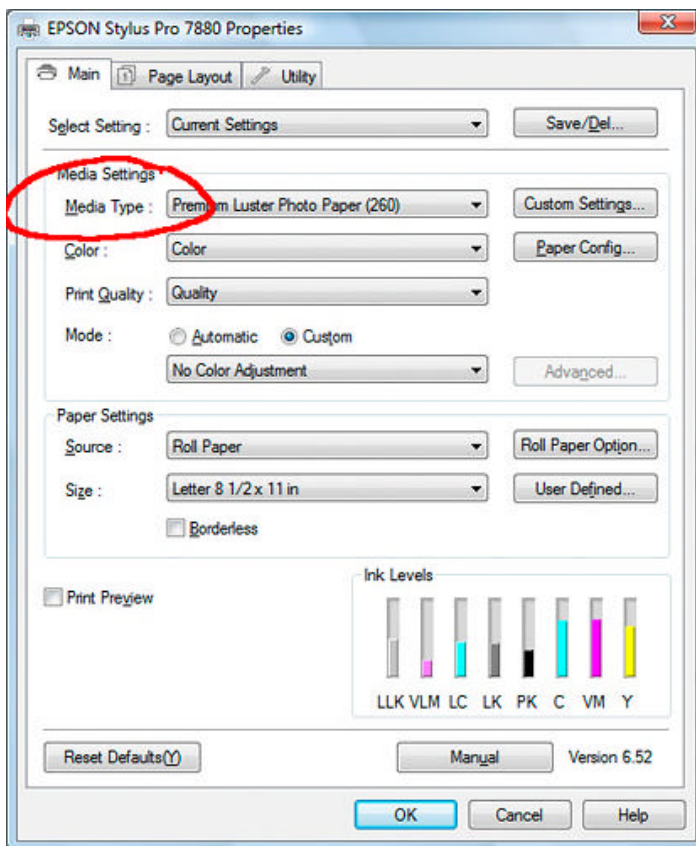 EPSON Stylus Pro 7880 Properties
Main Page Layout Utility
Select Setting : Current Settings Save/Del...
Media Settings
Media Type : Premium Luster Photo Paper (260) Custom Settings...
Color : Color Paper Config...
Print Quality : Quality
Mode : Automatic Custom
No Color Adjustment Advanced...
Paper Settings
Source : Roll Paper Roll Paper Option...
Size : Letter 8 1/2 x 11 in User Defined...
Borderless
Ink Levels
Print Preview
LLK VLM LC LK PK C VM Y
Reset Defaults(Y) Manual Version 6.52
OK Cancel Help